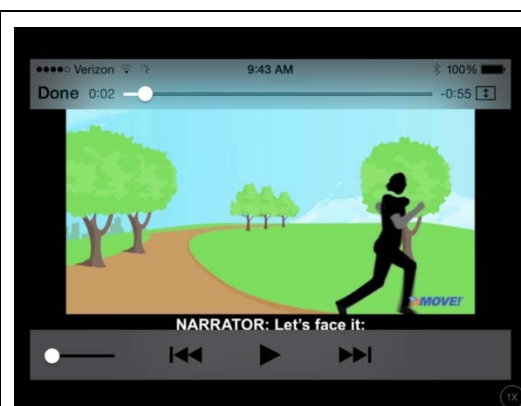 Verizon 9:43 AM 100%
Done 0:02 -0:55
MOVE!
NARRATOR: Let's face it:
1X